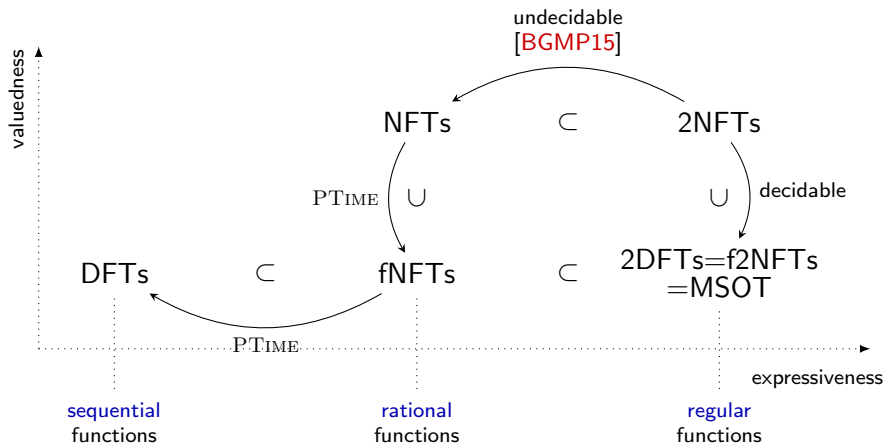 undecidable
[BGMP15]
valuedness
NFTs ⊂ 2NFTs
PTIME ∪ ∪ decidable
DFTs ⊂ fNFTs ⊂ 2DFTs=f2NFTs
=MSOT
PTIME
expressiveness
sequential rational regular
functions functions functions